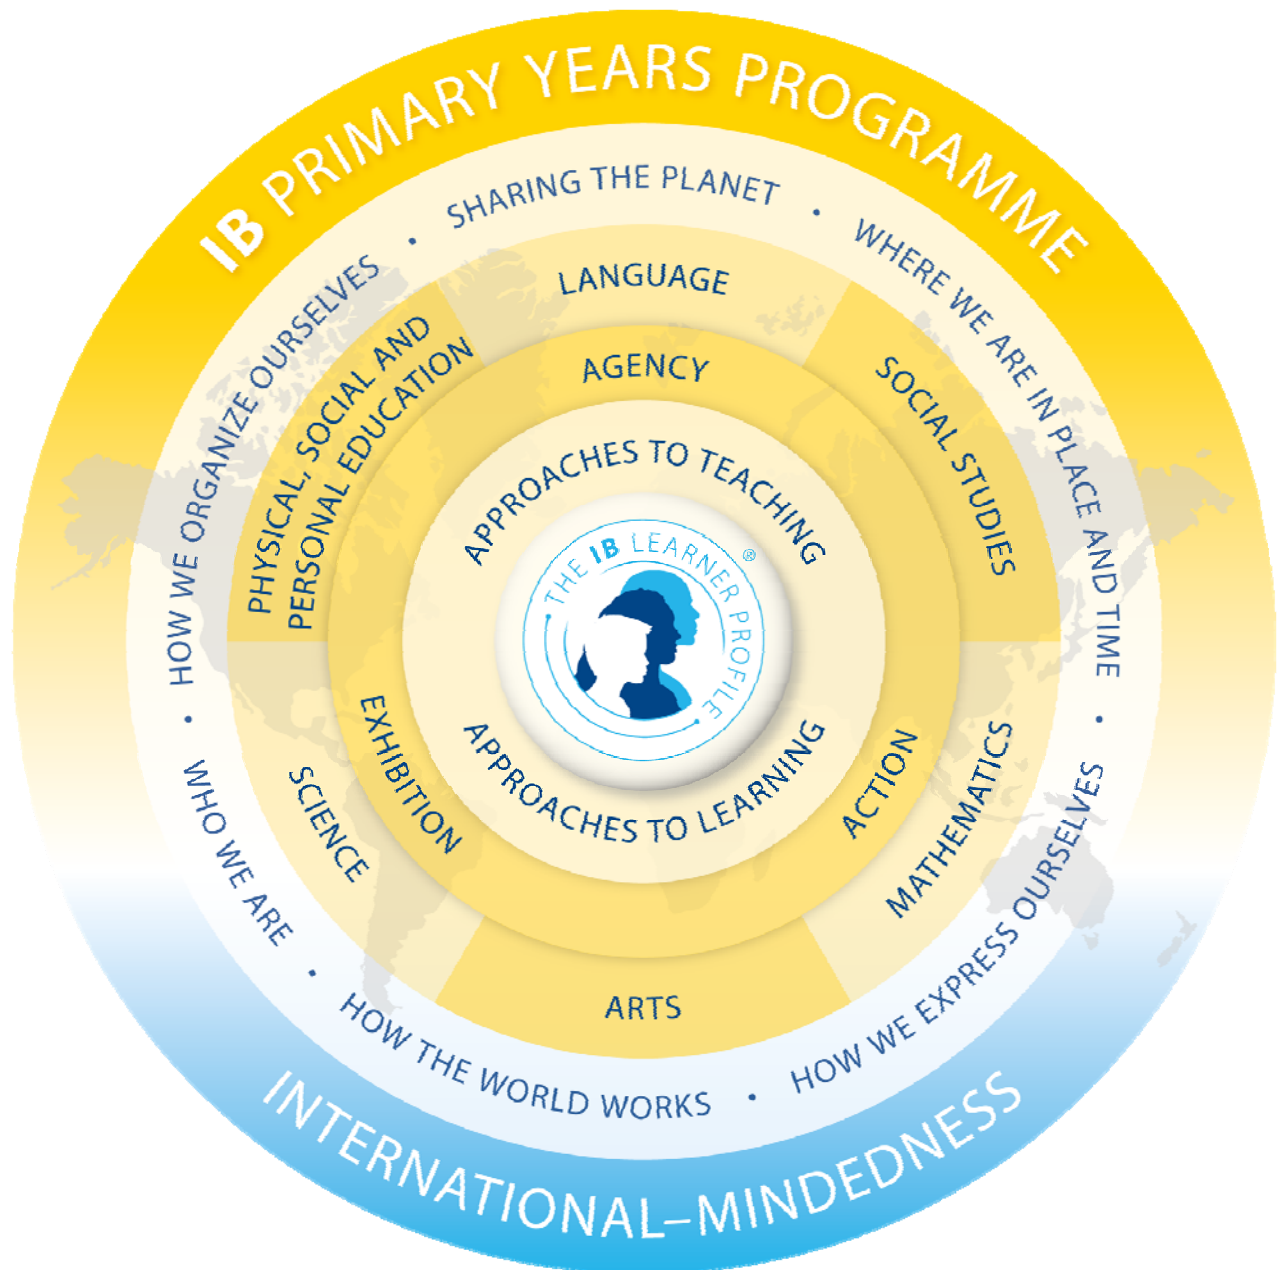 IB PRIMARY YEARS PROGRAMME
SHARING THE PLANET
•
WHERE WE ARE IN PLACE AND TIME
•
HOW WE EXPRESS OURSELVES
•
HOW THE WORLD WORKS
•
WHO WE ARE
•
HOW WE ORGANIZE OURSELVES
•
LANGUAGE
SOCIAL STUDIES
MATHEMATICS
ARTS
SCIENCE
PHYSICAL, SOCIAL AND
PERSONAL EDUCATION
AGENCY
ACTION
EXHIBITION
APPROACHES TO TEACHING
THE IB LEARNER PROFILE
®
APPROACHES TO LEARNING
INTERNATIONAL–MINDEDNESS